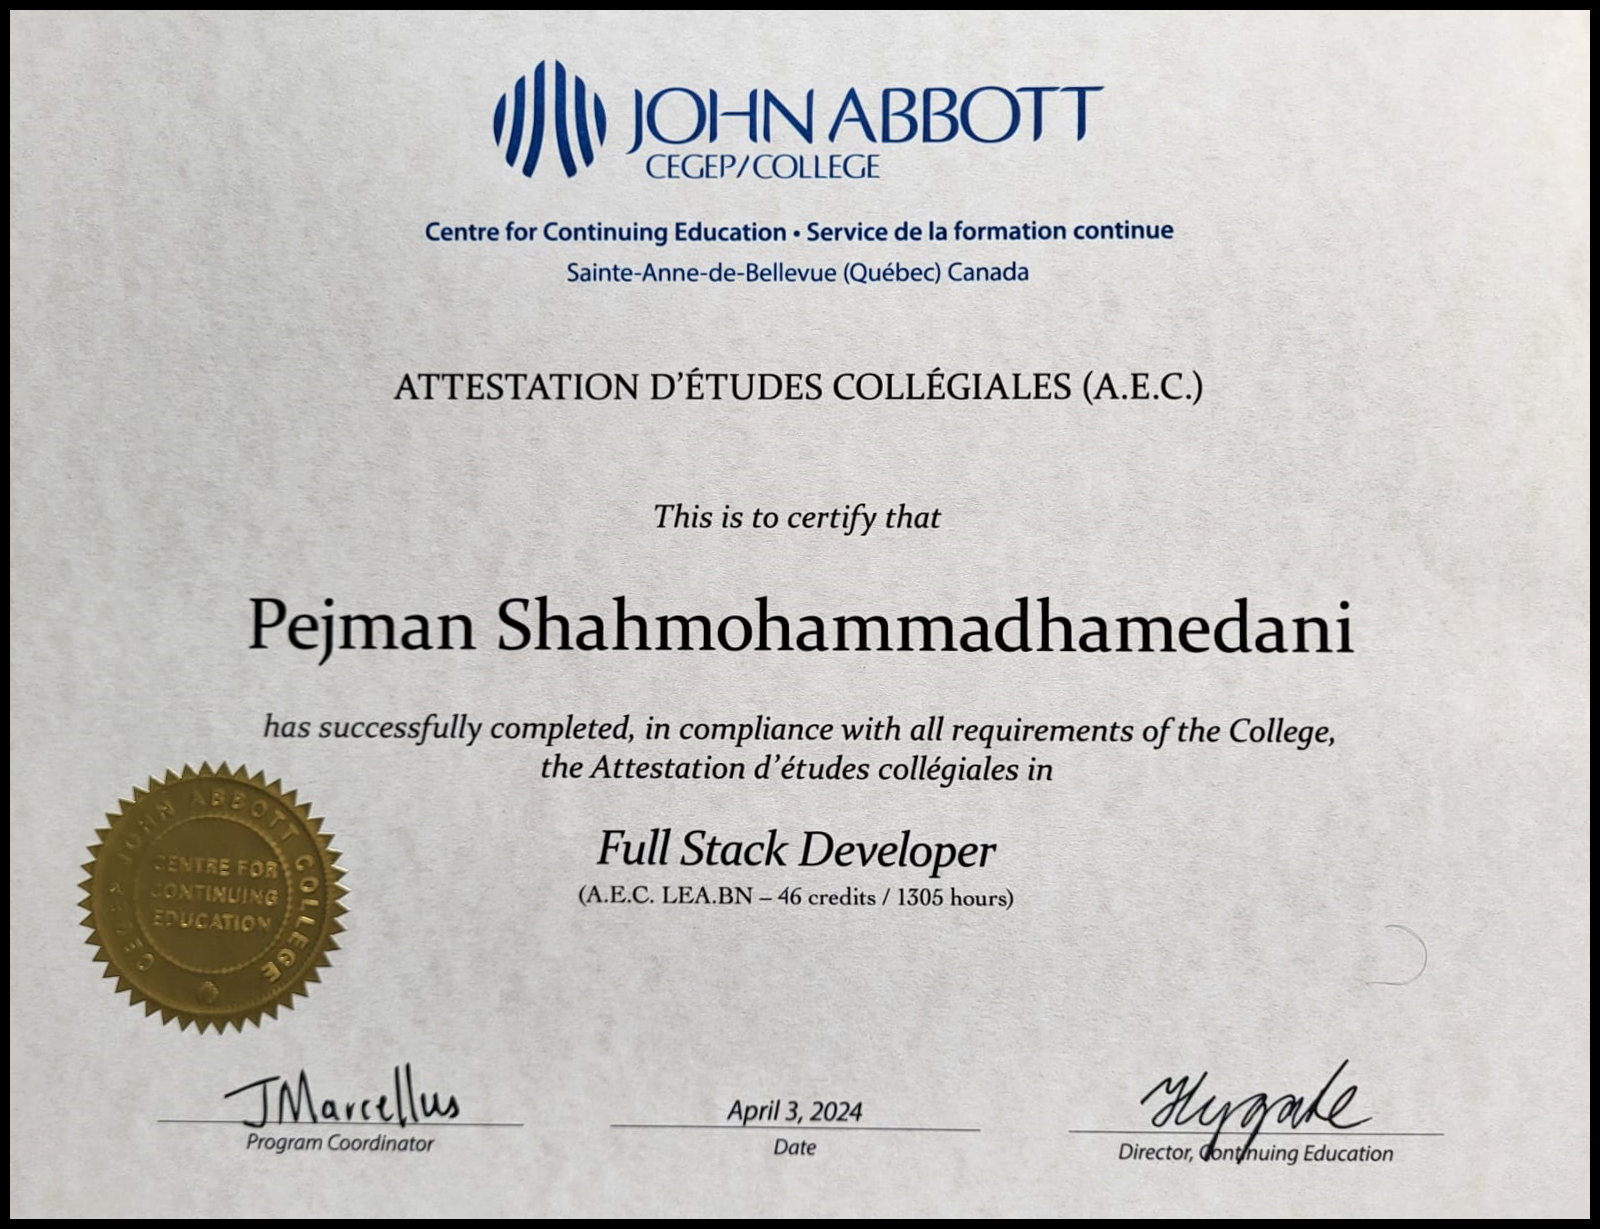 JOHN ABBOTT
CEGEP/COLLEGE
Centre for Continuing Education • Service de la formation continue
Sainte-Anne-de-Bellevue (Québec) Canada
ATTESTATION D'ÉTUDES COLLÉGIALES (A.E.C.)
This is to certify that
Pejman Shahmohammadhamedani
has successfully completed, in compliance with all requirements of the College,
the Attestation d'études collégiales in
Full Stack Developer
(A.E.C. LEA.BN – 46 credits / 1305 hours)
CEGEP JOHN ABBOTT COLLEGE
CENTRE FOR
CONTINUING
EDUCATION
JMarcellus
Program Coordinator
April 3, 2024
Date
Director, Continuing Education